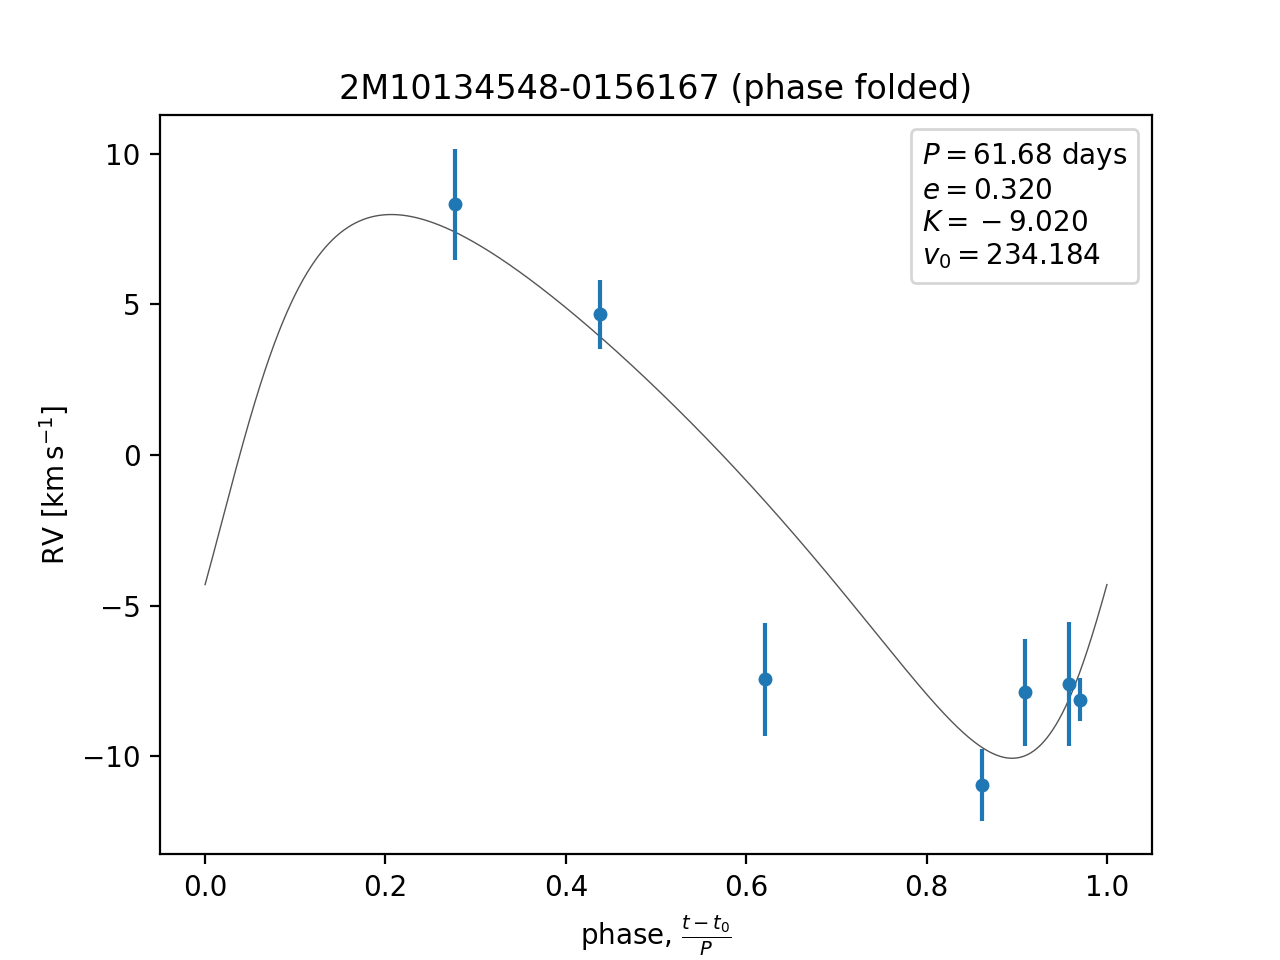 2M10134548-0156167 (phase folded)
P = 61.68 days
e = 0.320
K = −9.020
v₀ = 234.184
10
5
0
−5
−10
RV [km s⁻¹]
0.0 0.2 0.4 0.6 0.8 1.0
phase, (t − t₀)/P